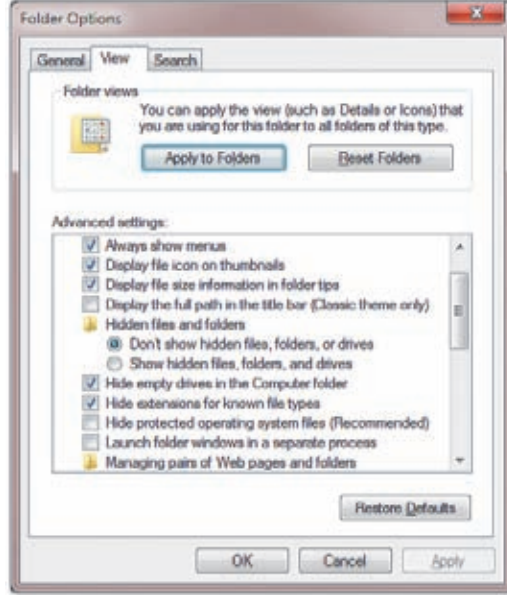 Folder Options
General View Search
Folder views
You can apply the view (such as Details or Icons) that
you are using for this folder to all folders of this type.
Apply to Folders Reset Folders
Advanced settings:
Always show menus
Display file icon on thumbnails
Display file size information in folder tips
Display the full path in the title bar (Classic theme only)
Hidden files and folders
Don't show hidden files, folders, or drives
Show hidden files, folders, and drives
Hide empty drives in the Computer folder
Hide extensions for known file types
Hide protected operating system files (Recommended)
Launch folder windows in a separate process
Managing pairs of Web pages and folders
Restore Defaults
OK Cancel Apply